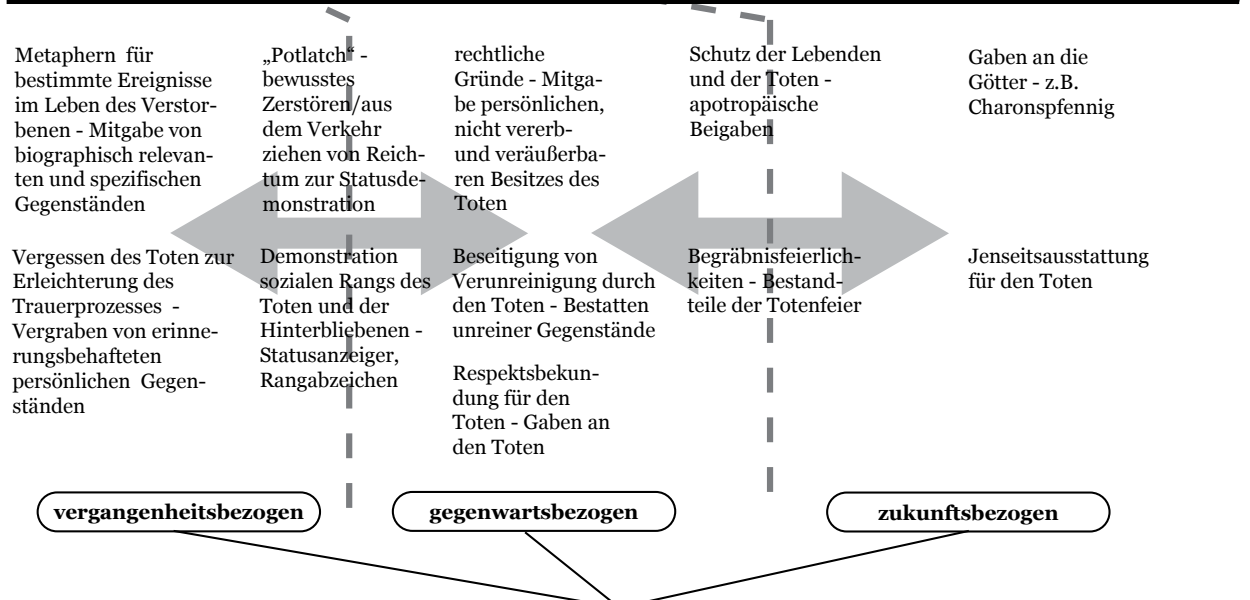 Metaphern für
bestimmte Ereignisse
im Leben des Verstor-
benen - Mitgabe von
biographisch relevan-
ten und spezifischen
Gegenständen
„Potlatch“ -
bewusstes
Zerstören/aus
dem Verkehr
ziehen von Reich-
tum zur Statusde-
monstration
rechtliche
Gründe - Mitga-
be persönlichen,
nicht vererb-
und veräußerba-
ren Besitzes des
Toten
Schutz der Lebenden
und der Toten -
apotropäische
Beigaben
Gaben an die
Götter - z.B.
Charonspfennig
Vergessen des Toten zur
Erleichterung des
Trauerprozesses -
Vergraben von erinne-
rungsbehafteten
persönlichen Gegen-
ständen
Demonstration
sozialen Rangs des
Toten und der
Hinterbliebenen -
Statusanzeiger,
Rangabzeichen
Beseitigung von
Verunreinigung durch
den Toten - Bestatten
unreiner Gegenstände
Respektsbekun-
dung für den
Toten - Gaben an
den Toten
Begräbnisfeierlich-
keiten - Bestand-
teile der Totenfeier
Jenseitsausstattung
für den Toten
vergangenheitsbezogen
gegenwartsbezogen
zukunftsbezogen